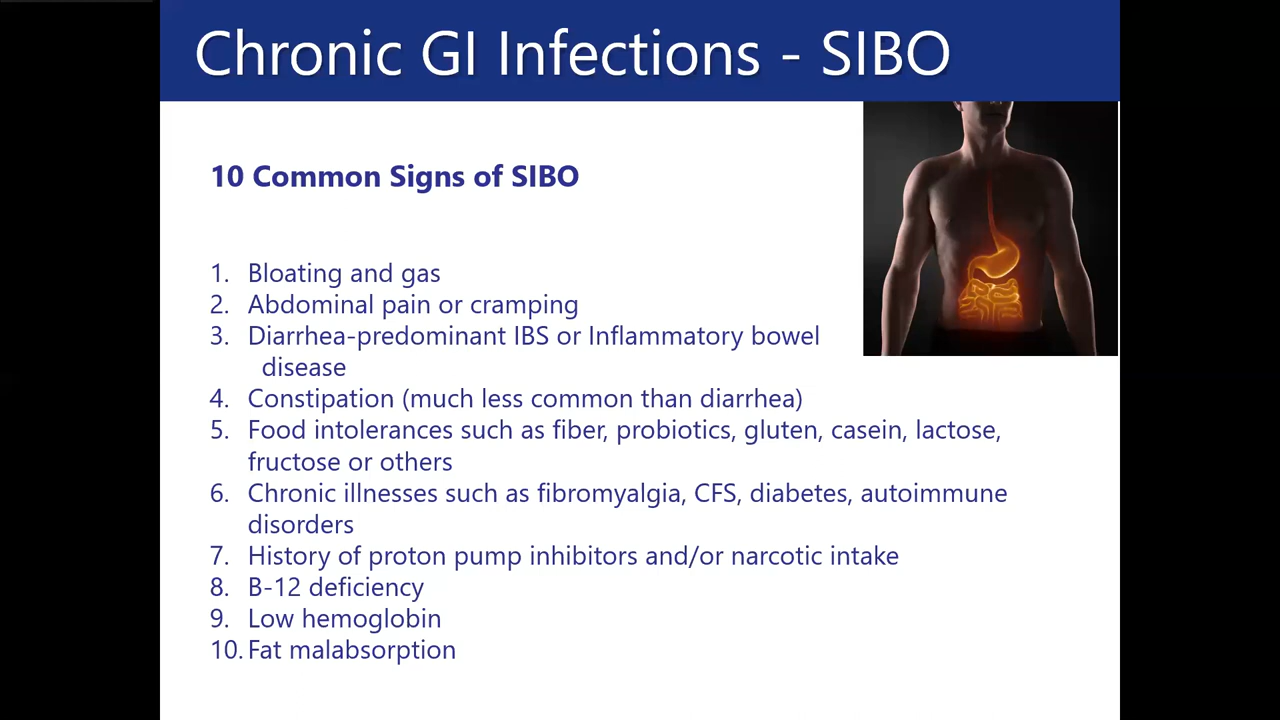 Chronic GI Infections - SIBO
10 Common Signs of SIBO
1. Bloating and gas
2. Abdominal pain or cramping
3. Diarrhea-predominant IBS or Inflammatory bowel
disease
4. Constipation (much less common than diarrhea)
5. Food intolerances such as fiber, probiotics, gluten, casein, lactose,
fructose or others
6. Chronic illnesses such as fibromyalgia, CFS, diabetes, autoimmune
disorders
7. History of proton pump inhibitors and/or narcotic intake
8. B-12 deficiency
9. Low hemoglobin
10. Fat malabsorption